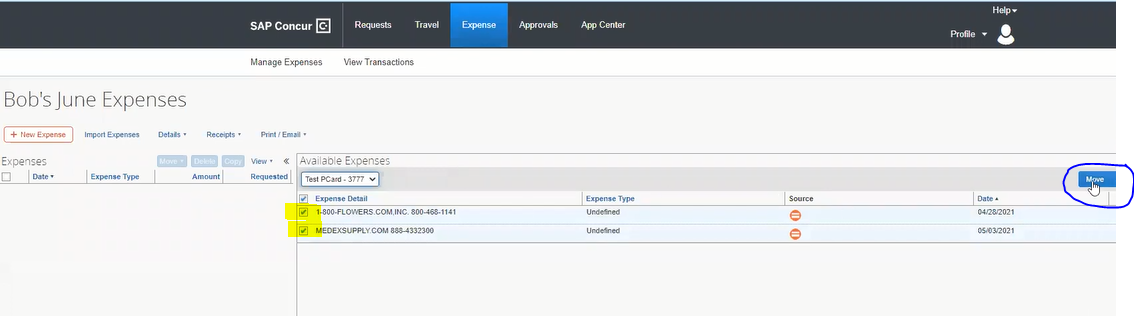 Help
SAP Concur Requests Travel Expense Approvals App Center
Profile
Manage Expenses View Transactions
Bob's June Expenses
+ New Expense Import Expenses Details Receipts Print / Email
Expenses Move Delete Copy View « Available Expenses
Test PCard - 3777 Move
Date Expense Type Amount Requested
Expense Detail Expense Type Source Date
1-800-FLOWERS.COM,INC. 800-468-1141 Undefined 04/28/2021
MEDEXSUPPLY.COM 888-4332300 Undefined 05/03/2021